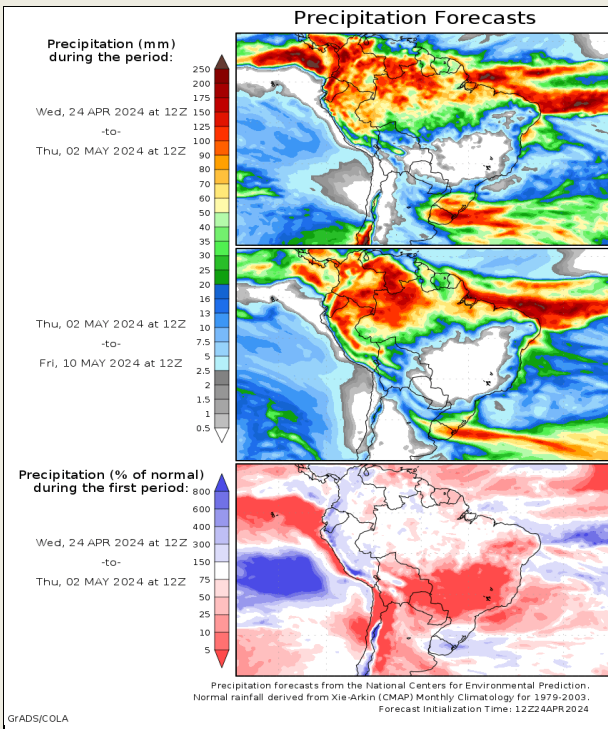 Precipitation Forecasts
Precipitation (mm)
during the period:
Wed, 24 APR 2024 at 12Z
-to-
Thu, 02 MAY 2024 at 12Z
250
200
175
150
125
100
90
80
70
60
50
40
35
30
25
20
16
13
10
7.5
5
2.5
2
1.5
1
0.5
Thu, 02 MAY 2024 at 12Z
-to-
Fri, 10 MAY 2024 at 12Z
Precipitation (% of normal)
during the first period:
Wed, 24 APR 2024 at 12Z
-to-
Thu, 02 MAY 2024 at 12Z
800
600
400
300
150
75
50
25
10
5
Precipitation forecasts from the National Centers for Environmental Prediction.
Normal rainfall derived from Xie-Arkin (CMAP) Monthly Climatology for 1979-2003.
Forecast Initialization Time: 12Z24APR2024
GrADS/COLA